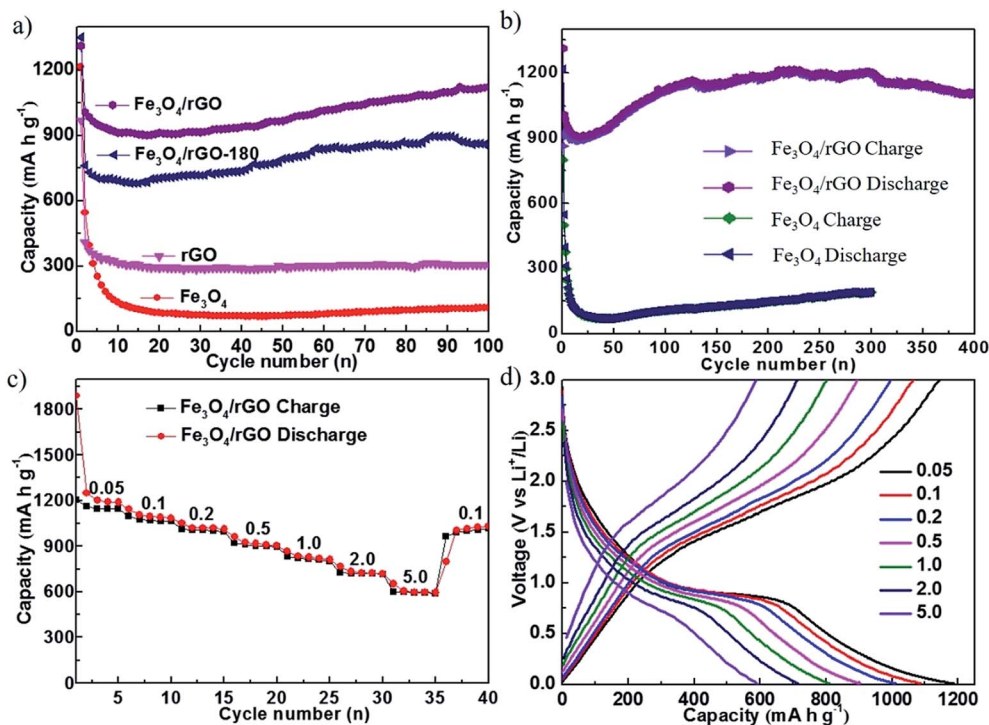 a)
Capacity (mA h g⁻¹)
1200
900
600
300
0
Fe₃O₄/rGO
Fe₃O₄/rGO-180
rGO
Fe₃O₄
0 10 20 30 40 50 60 70 80 90 100
Cycle number (n)
b)
Capacity (mA h g⁻¹)
1200
900
600
300
0
Fe₃O₄/rGO Charge
Fe₃O₄/rGO Discharge
Fe₃O₄ Charge
Fe₃O₄ Discharge
0 50 100 150 200 250 300 350 400
Cycle number (n)
c)
Capacity (mA h g⁻¹)
1800
1500
1200
900
600
300
0
Fe₃O₄/rGO Charge
Fe₃O₄/rGO Discharge
0.05
0.1
0.2
0.5
1.0
2.0
5.0
0.1
5 10 15 20 25 30 35 40
Cycle number (n)
d)
Voltage (V vs Li⁺/Li)
3.0
2.5
2.0
1.5
1.0
0.5
0.0
0.05
0.1
0.2
0.5
1.0
2.0
5.0
0 200 400 600 800 1000 1200
Capacity (mA h g⁻¹)